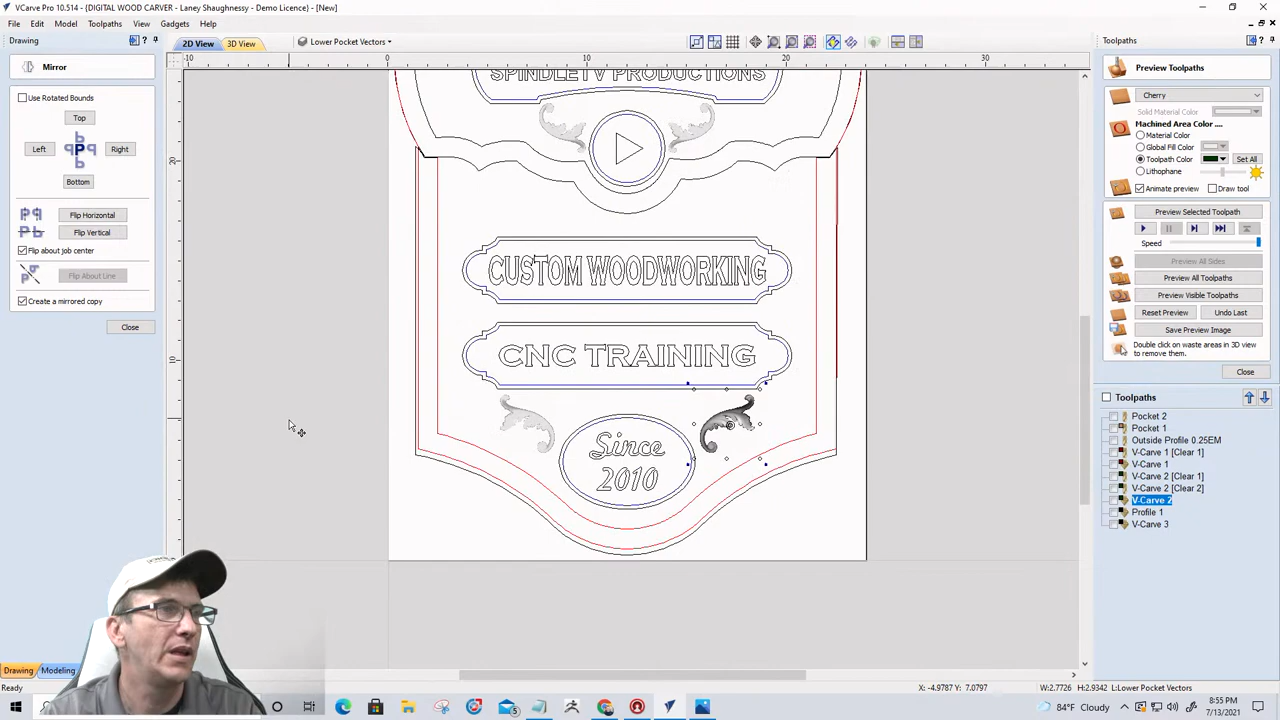 VCarve Pro 10.514 - {DIGITAL WOOD CARVER - Laney Shaughnessy - Demo Licence} - [New]
File Edit Model Toolpaths View Gadgets Help
Drawing
2D View 3D View Lower Pocket Vectors
Toolpaths
-10 0 10 20 30
Mirror
Use Rotated Bounds
Top
Left Right
Bottom
Flip Horizontal
Flip Vertical
Flip about job center
Flip About Line
Create a mirrored copy
Close
20
10
SPINDLETV PRODUCTIONS
CUSTOM WOODWORKING
CNC TRAINING
Since
2010
Preview Toolpaths
Cherry
Solid Material Color
Machined Area Color ....
Material Color
Global Fill Color
Toolpath Color Set All
Lithophane
Animate preview Draw tool
Preview Selected Toolpath
Speed
Preview All Sides
Preview All Toolpaths
Preview Visible Toolpaths
Reset Preview Undo Last
Save Preview Image
Double click on waste areas in 3D view
to remove them.
Close
Toolpaths
Pocket 2
Pocket 1
Outside Profile 0.25EM
V-Carve 1 [Clear 1]
V-Carve 1
V-Carve 2 [Clear 1]
V-Carve 2 [Clear 2]
V-Carve 2
Profile 1
V-Carve 3
Drawing Modeling
Ready X: -4.9787 Y: 7.0797 W:2.7726 H:2.9342 L:Lower Pocket Vectors
5
84°F Cloudy
8:55 PM
7/13/2021